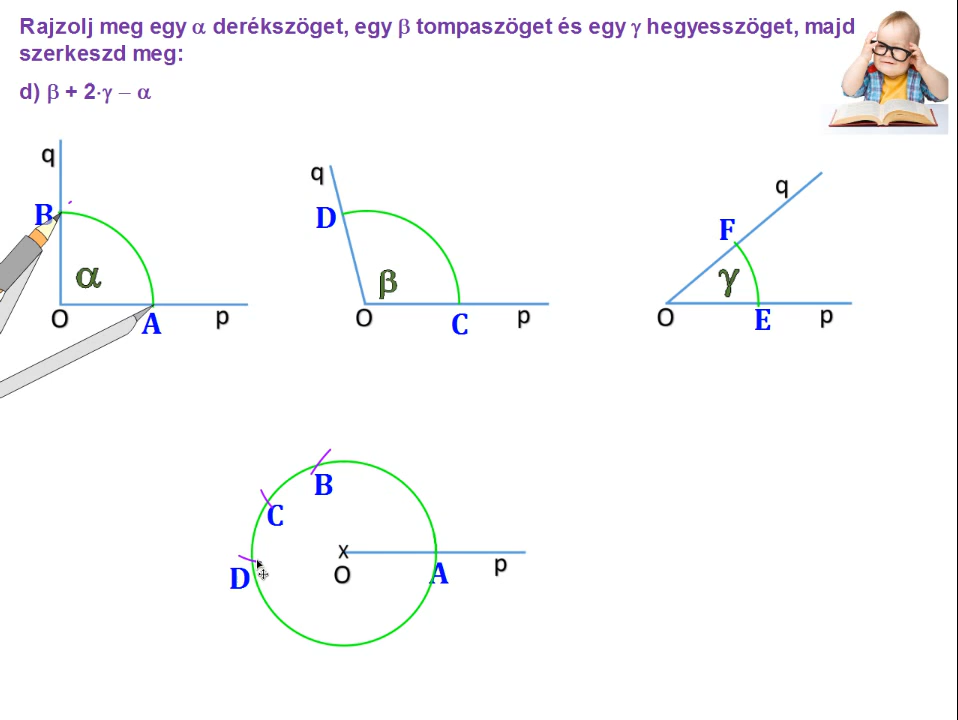 Rajzolj meg egy α derékszöget, egy β tompaszöget és egy γ hegyesszöget, majd
szerkeszd meg:
d) β + 2·γ – α
q
B
α
O
A
p
q
D
β
O
C
p
q
F
γ
O
E
p
B
C
D
x
O
A
p